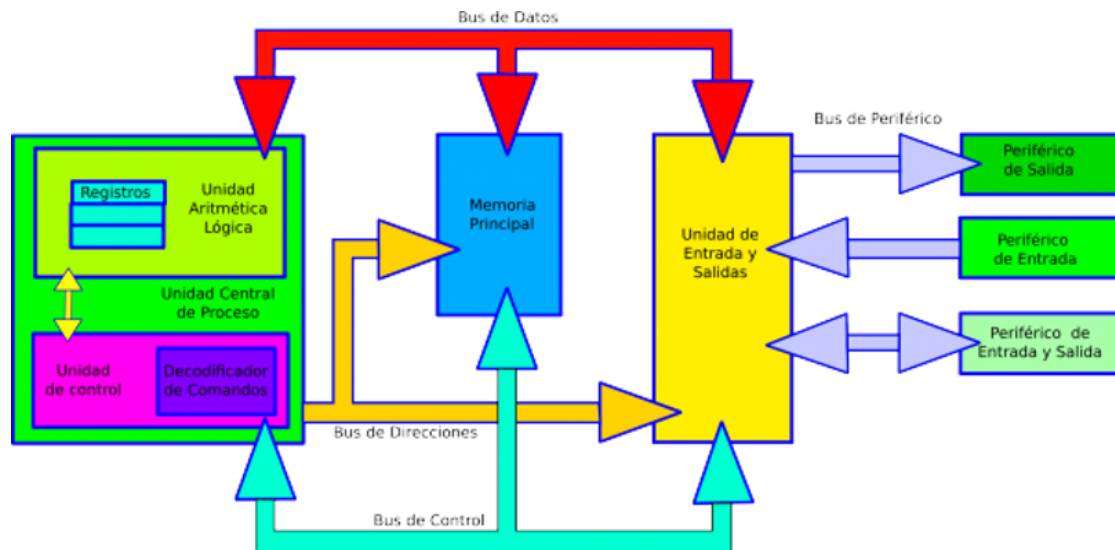 Bus de Datos
Bus de Periférico
Registros
Unidad
Aritmética
Lógica
Unidad Central
de Proceso
Unidad
de control
Decodificador
de Comandos
Memoria
Principal
Unidad de
Entrada y
Salidas
Periférico
de Salida
Periférico
de Entrada
Periférico de
Entrada y Salida
Bus de Direcciones
Bus de Control